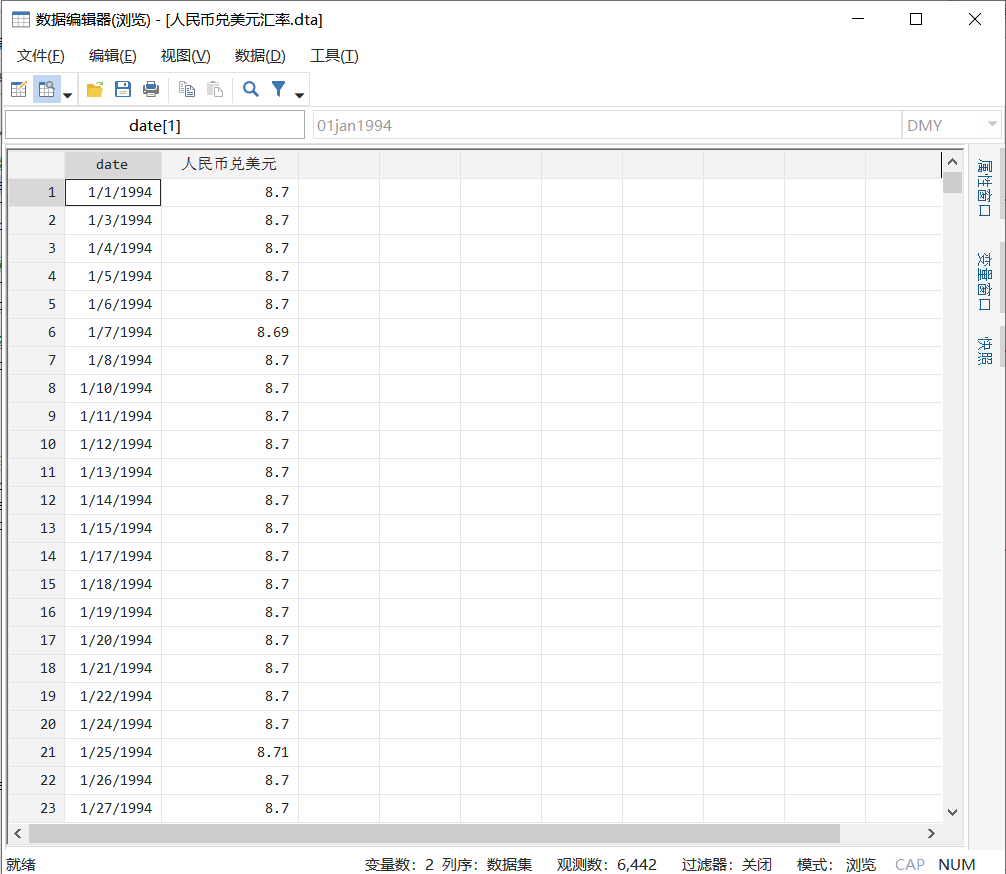 数据编辑器(浏览) - [人民币兑美元汇率.dta]
文件(F) 编辑(E) 视图(V) 数据(D) 工具(T)
date[1] 01jan1994 DMY
date 人民币兑美元
1 1/1/1994 8.7
2 1/3/1994 8.7
3 1/4/1994 8.7
4 1/5/1994 8.7
5 1/6/1994 8.7
6 1/7/1994 8.69
7 1/8/1994 8.7
8 1/10/1994 8.7
9 1/11/1994 8.7
10 1/12/1994 8.7
11 1/13/1994 8.7
12 1/14/1994 8.7
13 1/15/1994 8.7
14 1/17/1994 8.7
15 1/18/1994 8.7
16 1/19/1994 8.7
17 1/20/1994 8.7
18 1/21/1994 8.7
19 1/22/1994 8.7
20 1/24/1994 8.7
21 1/25/1994 8.71
22 1/26/1994 8.7
23 1/27/1994 8.7
属性窗口
变量窗口
快照
就绪 变量数: 2 列序: 数据集 观测数: 6,442 过滤器: 关闭 模式: 浏览 CAP NUM